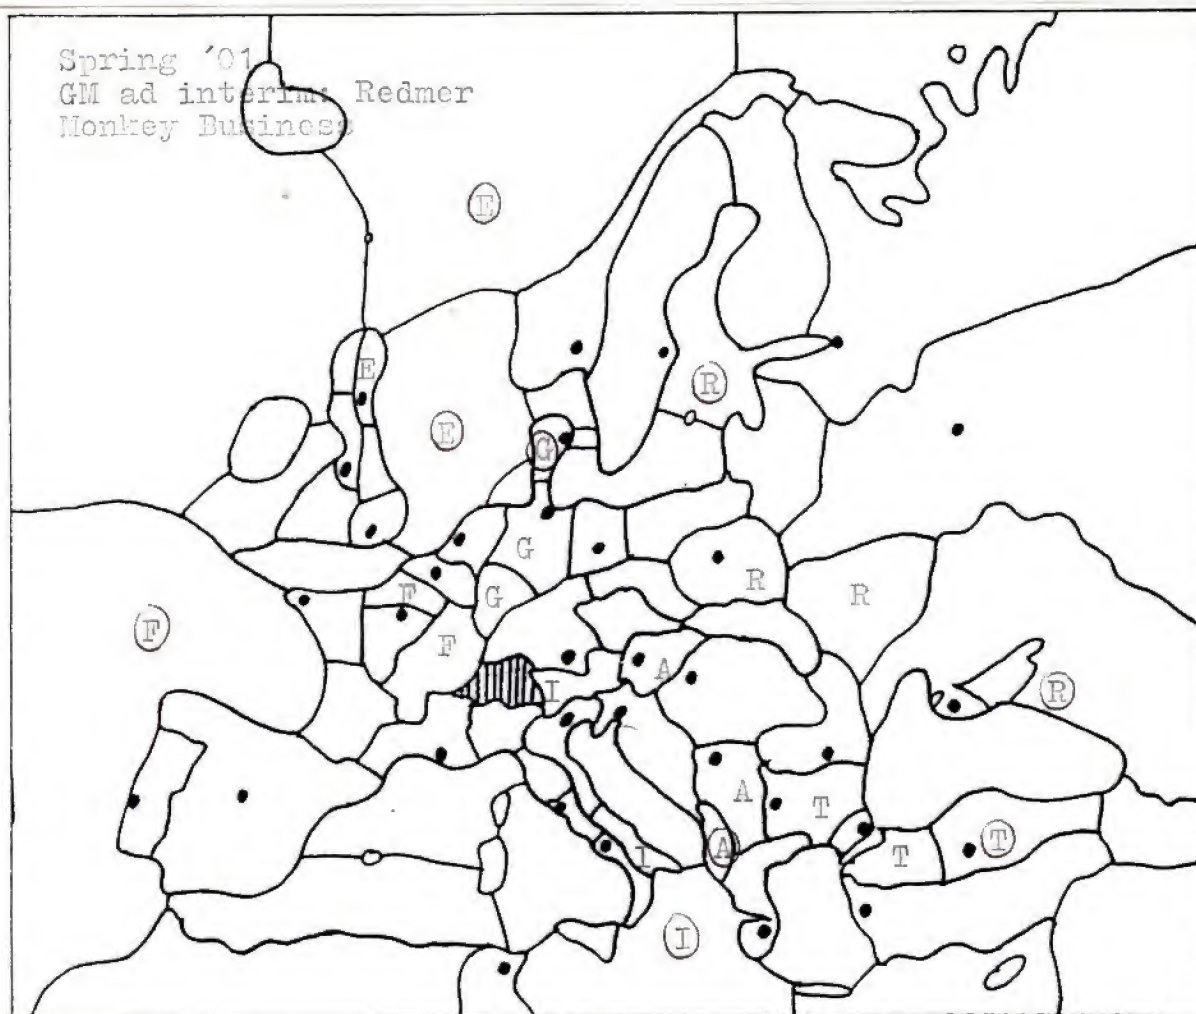 Spring '01
GM ad interim: Redmer
Monkey Business
E
E
E
R
G
G
R
R
F
G
F
F
I
A
R
A
T
A
I
T
T
I